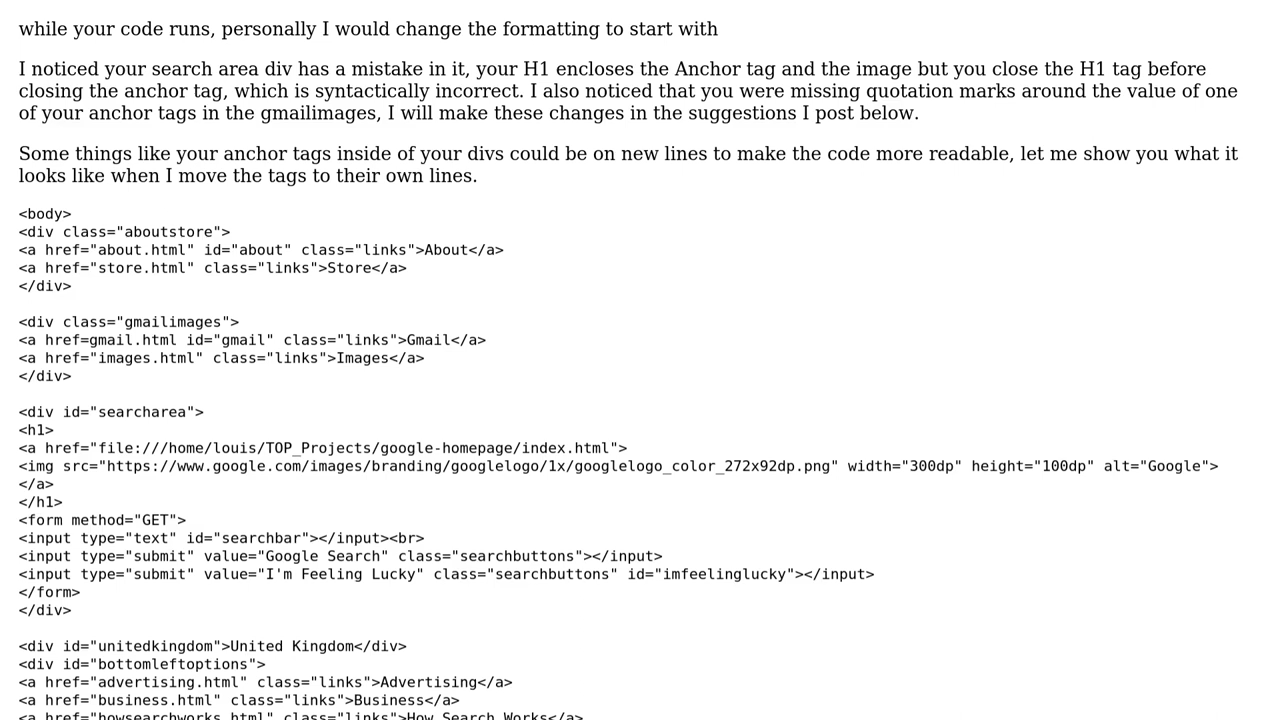 while your code runs, personally I would change the formatting to start with
I noticed your search area div has a mistake in it, your H1 encloses the Anchor tag and the image but you close the H1 tag before
closing the anchor tag, which is syntactically incorrect. I also noticed that you were missing quotation marks around the value of one
of your anchor tags in the gmailimages, I will make these changes in the suggestions I post below.
Some things like your anchor tags inside of your divs could be on new lines to make the code more readable, let me show you what it
looks like when I move the tags to their own lines.
<body>
<div class="aboutstore">
<a href="about.html" id="about" class="links">About</a>
<a href="store.html" class="links">Store</a>
</div>
<div class="gmailimages">
<a href=gmail.html id="gmail" class="links">Gmail</a>
<a href="images.html" class="links">Images</a>
</div>
<div id="searcharea">
<h1>
<a href="file:///home/louis/TOP_Projects/google-homepage/index.html">
<img src="https://www.google.com/images/branding/googlelogo/1x/googlelogo_color_272x92dp.png" width="300dp" height="100dp" alt="Google">
</a>
</h1>
<form method="GET">
<input type="text" id="searchbar"></input><br>
<input type="submit" value="Google Search" class="searchbuttons"></input>
<input type="submit" value="I'm Feeling Lucky" class="searchbuttons" id="imfeelinglucky"></input>
</form>
</div>
<div id="unitedkingdom">United Kingdom</div>
<div id="bottomleftoptions">
<a href="advertising.html" class="links">Advertising</a>
<a href="business.html" class="links">Business</a>
<a href="howsearchworks.html" class="links">How Search Works</a>